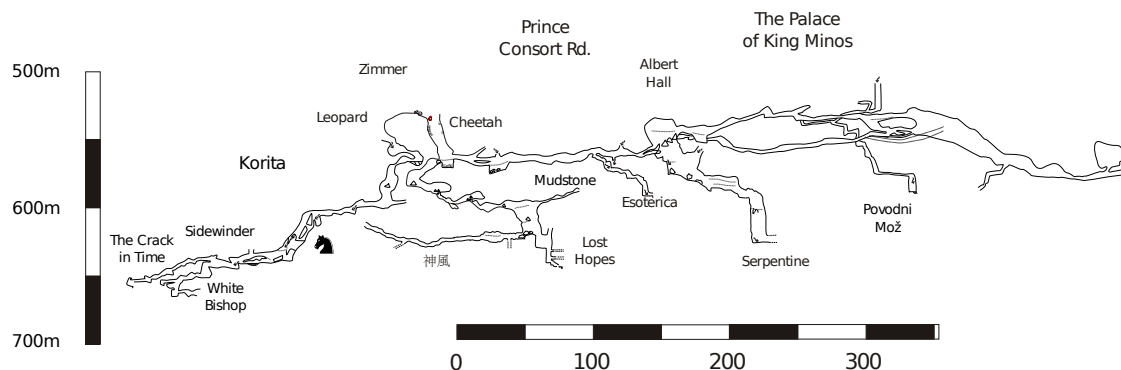 Prince
Consort Rd.
The Palace
of King Minos
500m
Zimmer
Albert
Hall
Leopard
Cheetah
Korita
Mudstone
Esoterica
600m
Sidewinder
The Crack
in Time
神風
Lost
Hopes
Povodni
Mož
Serpentine
White
Bishop
700m
0
100
200
300